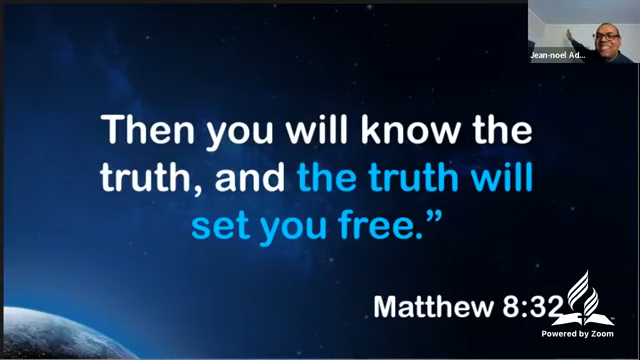 Jean-noel Ad...
Then you will know the
truth, and the truth will
set you free.”
Matthew 8:32
Powered by Zoom